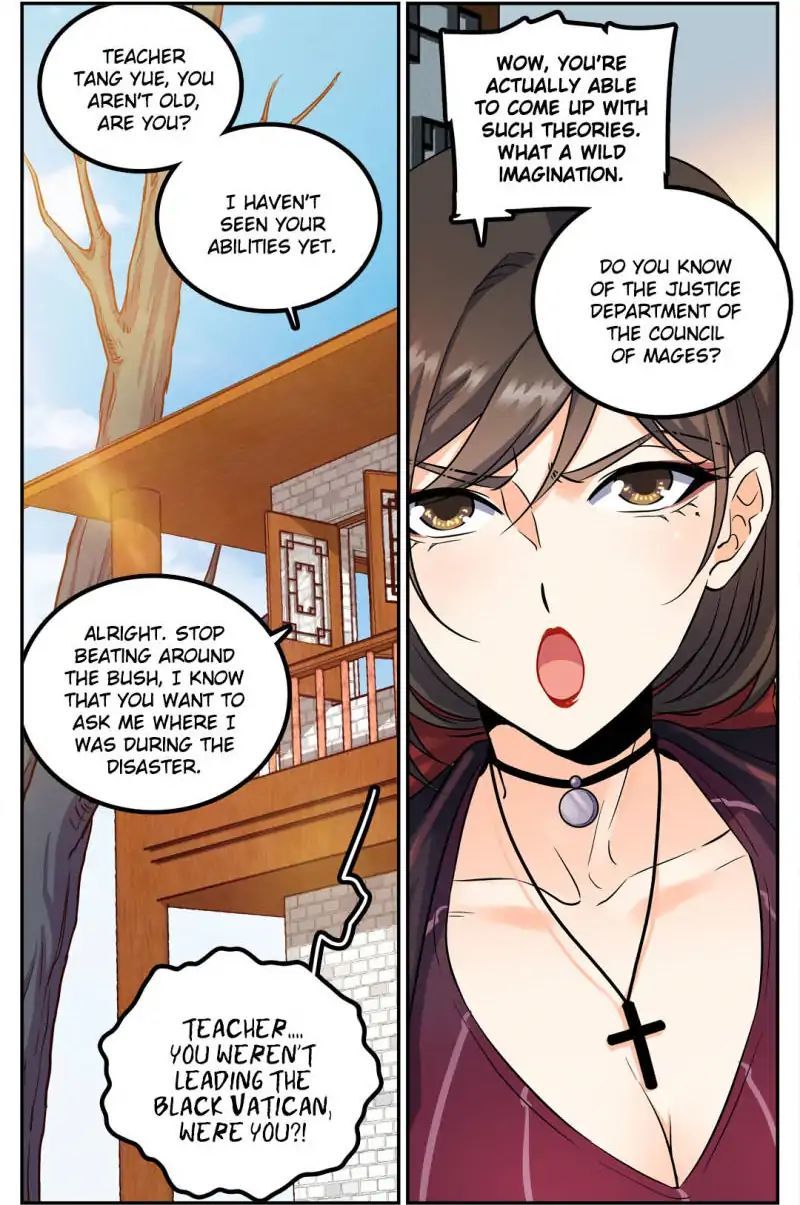 TEACHER
TANG YUE, YOU
AREN'T OLD,
ARE YOU?
I HAVEN'T
SEEN YOUR
ABILITIES YET.
ALRIGHT. STOP
BEATING AROUND
THE BUSH, I KNOW
THAT YOU WANT TO
ASK ME WHERE I
WAS DURING THE
DISASTER.
TEACHER....
YOU WEREN'T
LEADING THE
BLACK VATICAN,
WERE YOU?!
WOW, YOU'RE
ACTUALLY ABLE
TO COME UP WITH
SUCH THEORIES.
WHAT A WILD
IMAGINATION.
DO YOU KNOW
OF THE JUSTICE
DEPARTMENT OF
THE COUNCIL
OF MAGES?